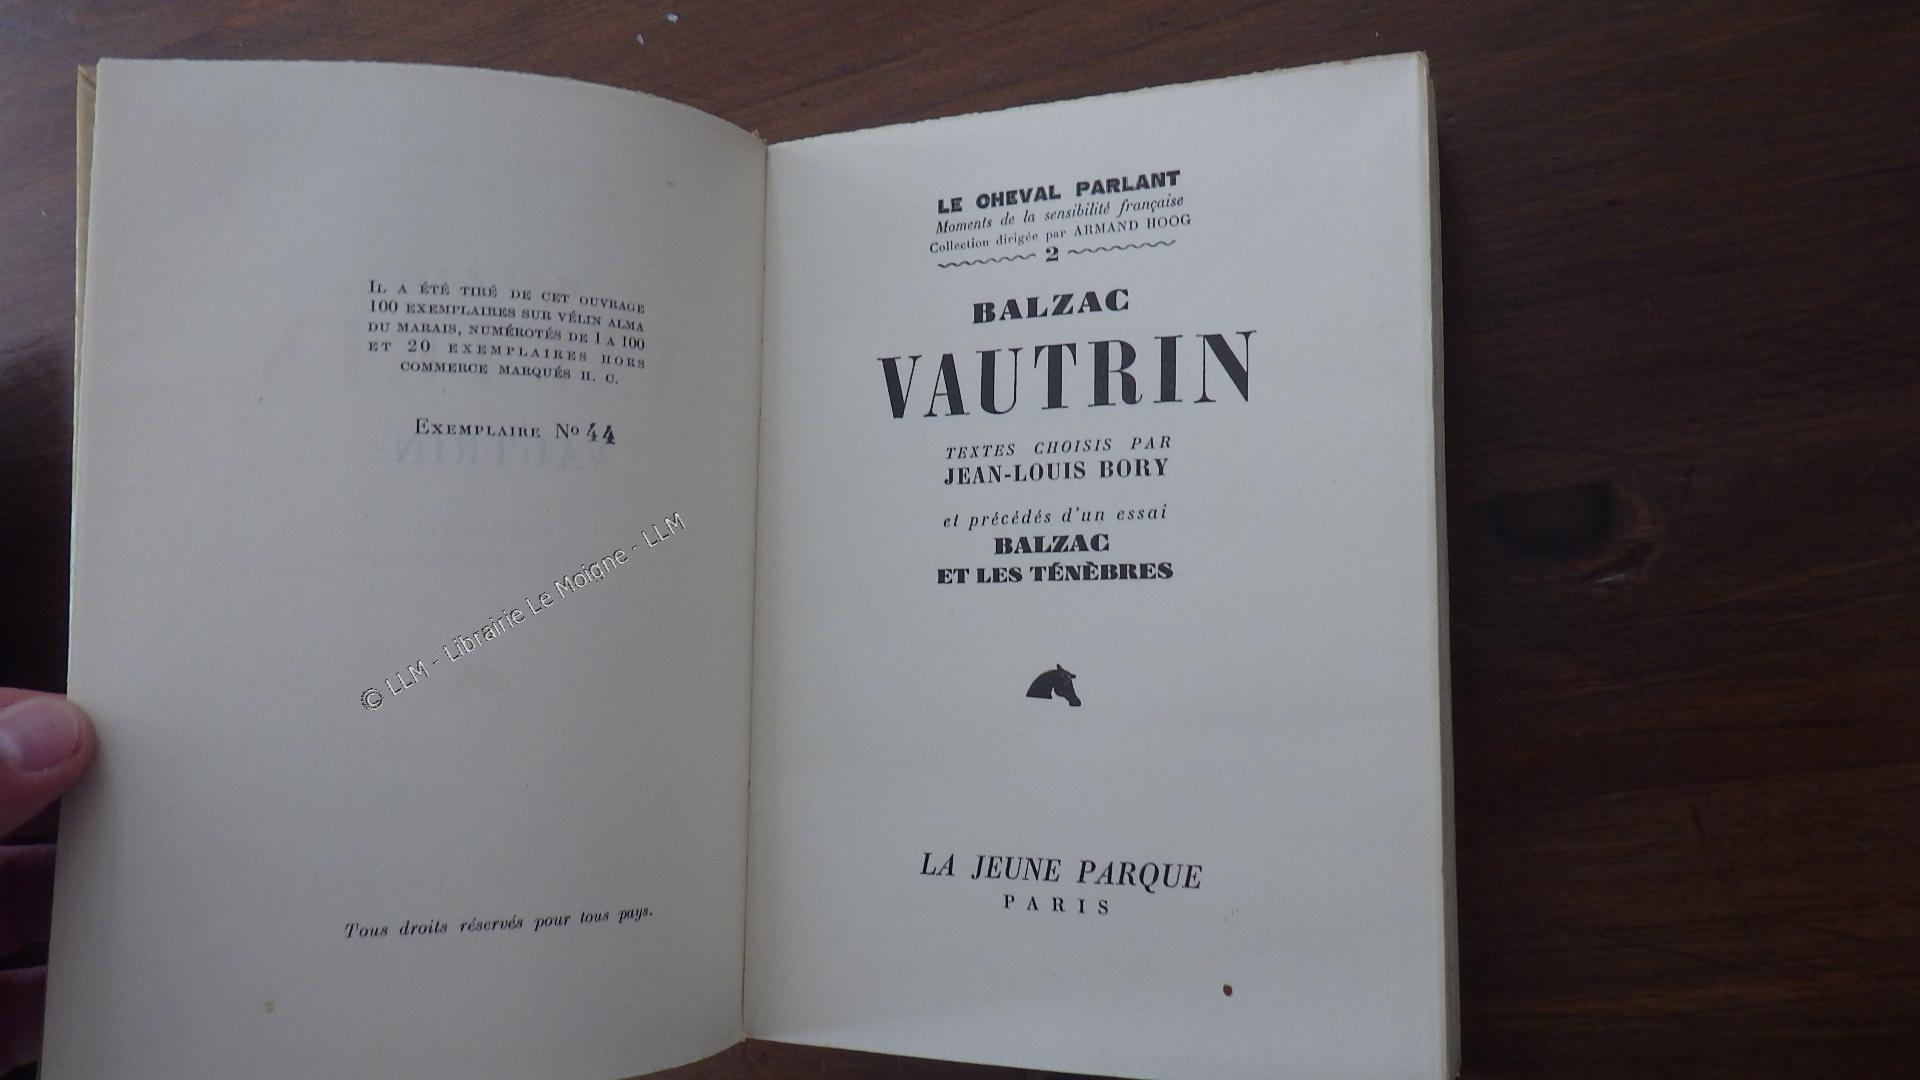 IL A ÉTÉ TIRÉ DE CET OUVRAGE
100 EXEMPLAIRES SUR VÉLIN ALMA
DU MARAIS, NUMÉROTÉS DE 1 A 100
ET 20 EXEMPLAIRES HORS
COMMERCE MARQUÉS H. C.
EXEMPLAIRE No 44
© LLM - Librairie Le Moigne - LLM
Tous droits réservés pour tous pays.
LE CHEVAL PARLANT
Moments de la sensibilité française
Collection dirigée par ARMAND HOOG
2
BALZAC
VAUTRIN
TEXTES CHOISIS PAR
JEAN-LOUIS BORY
et précédés d'un essai
BALZAC
ET LES TÉNÈBRES
LA JEUNE PARQUE
PARIS